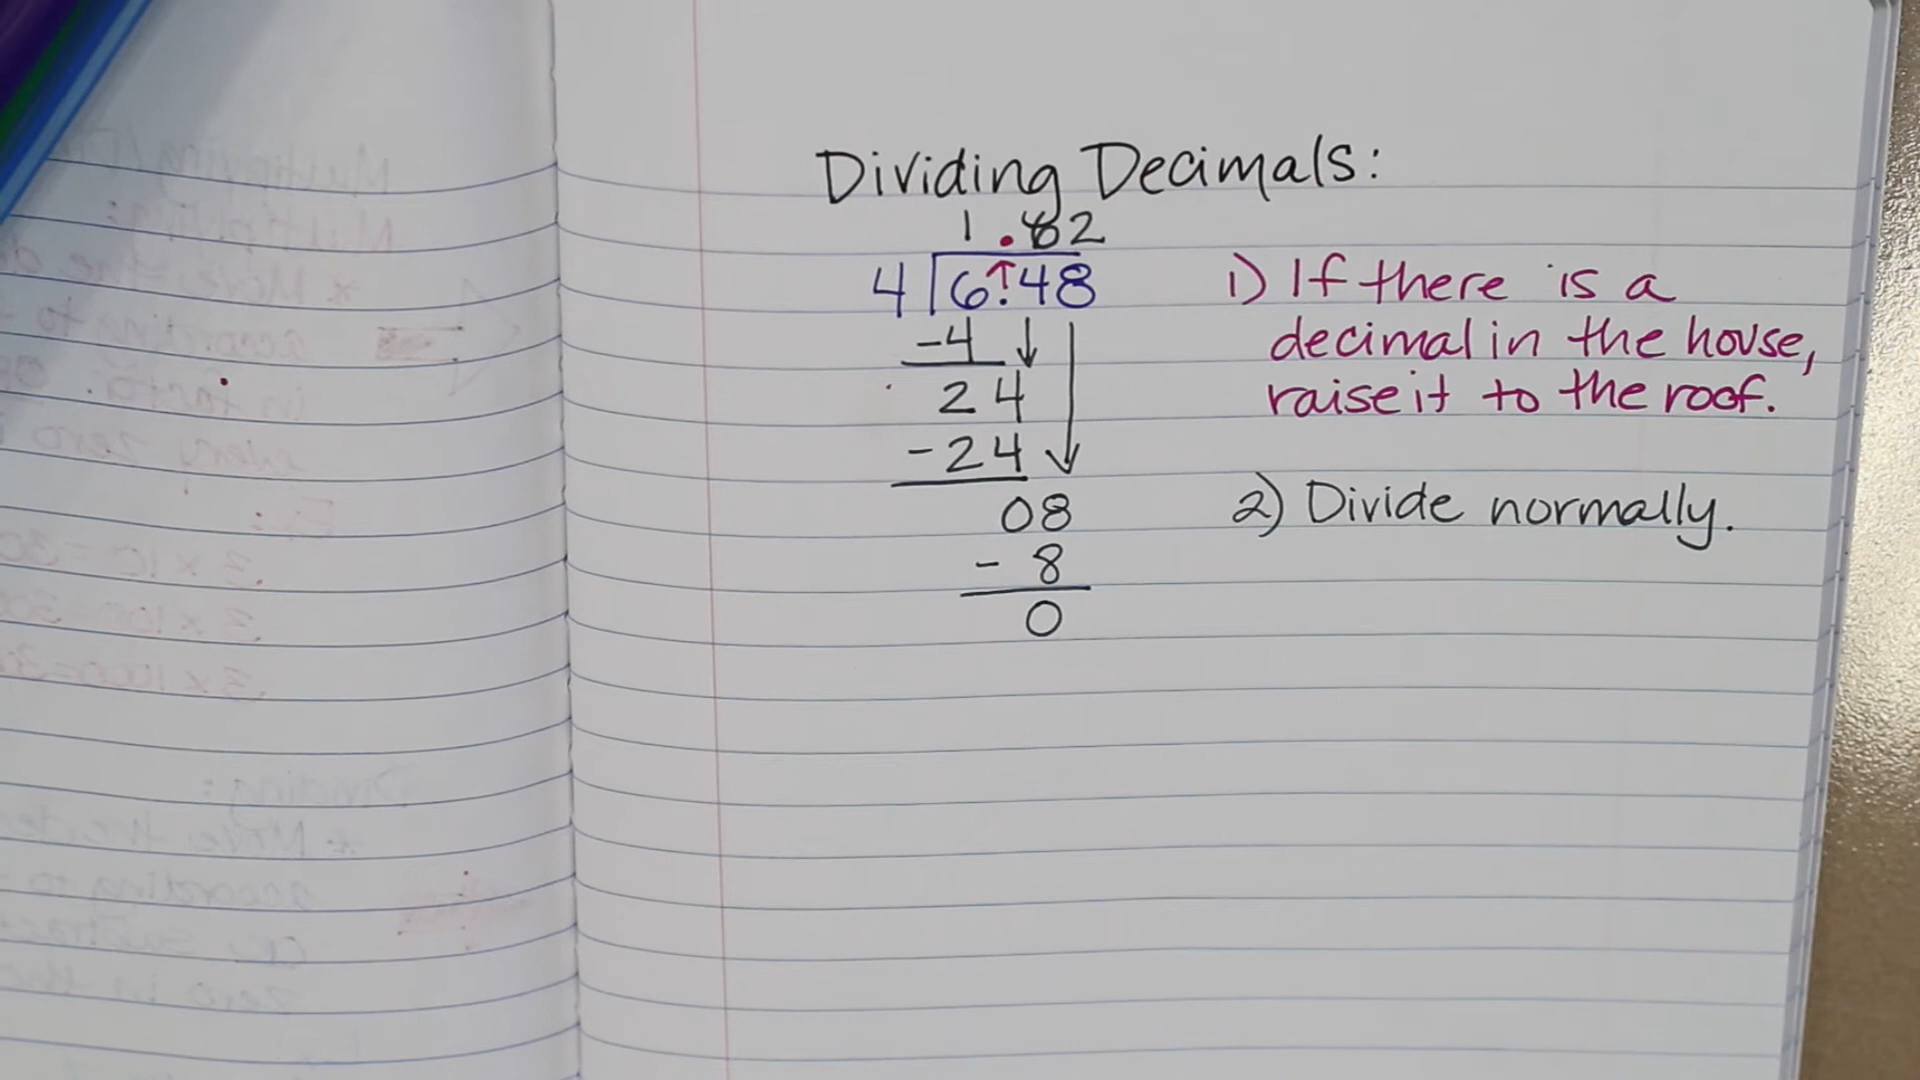 Dividing Decimals:
1.62
4 6.48
-4
24
-24
08
- 8
0
1) If there is a
decimal in the house,
raise it to the roof.
2) Divide normally.